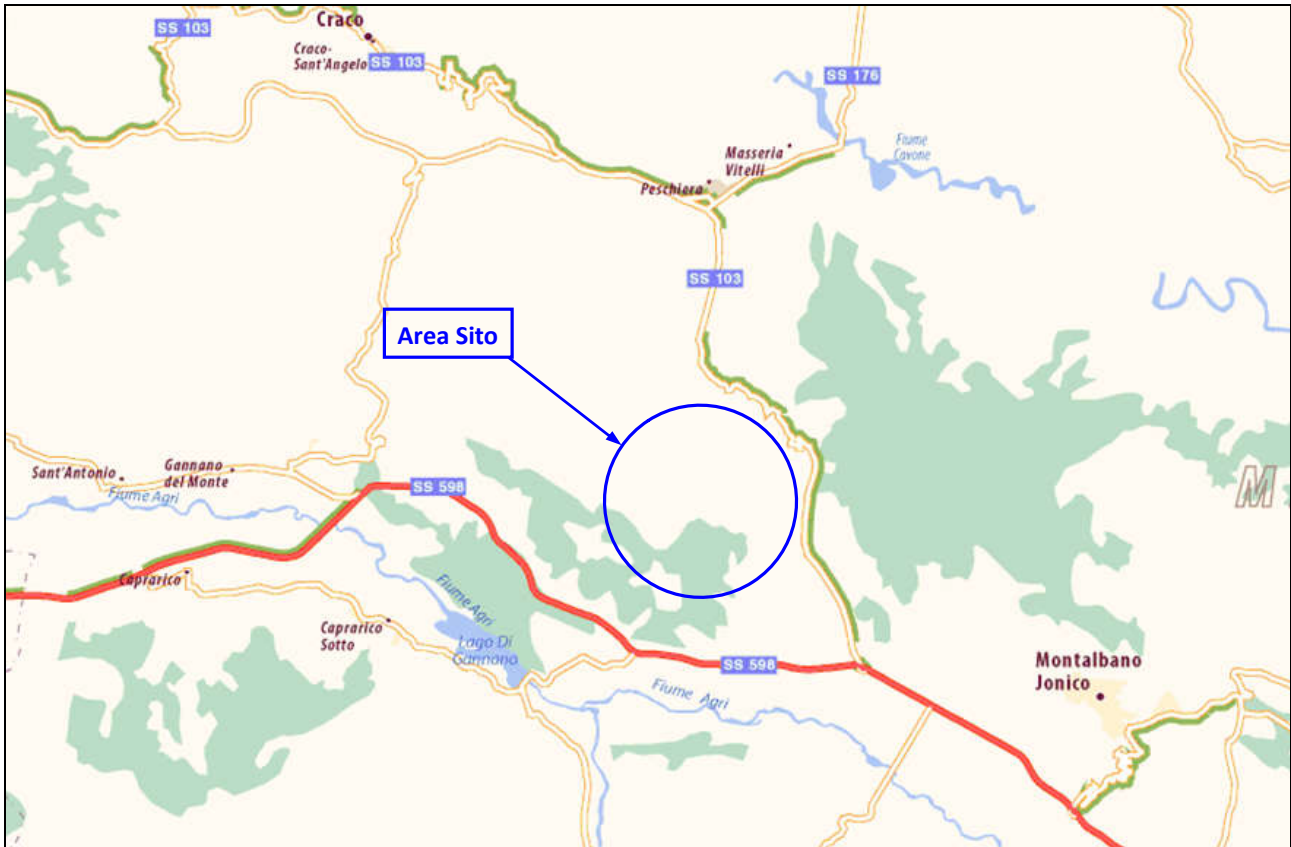 SS 103
Craco
Craco-
Sant'Angelo
SS 103
SS 176
Fiume
Cavone
Masseria
Vitelli
Peschiera
SS 103
Area Sito
Sant'Antonio
Gannano
del Monte
Fiume Agri
SS 598
M
Caprarico
Fiume Agri
Caprarico
Sotto
Lago Di
Gannano
SS 598
Fiume Agri
Montalbano
Jonico